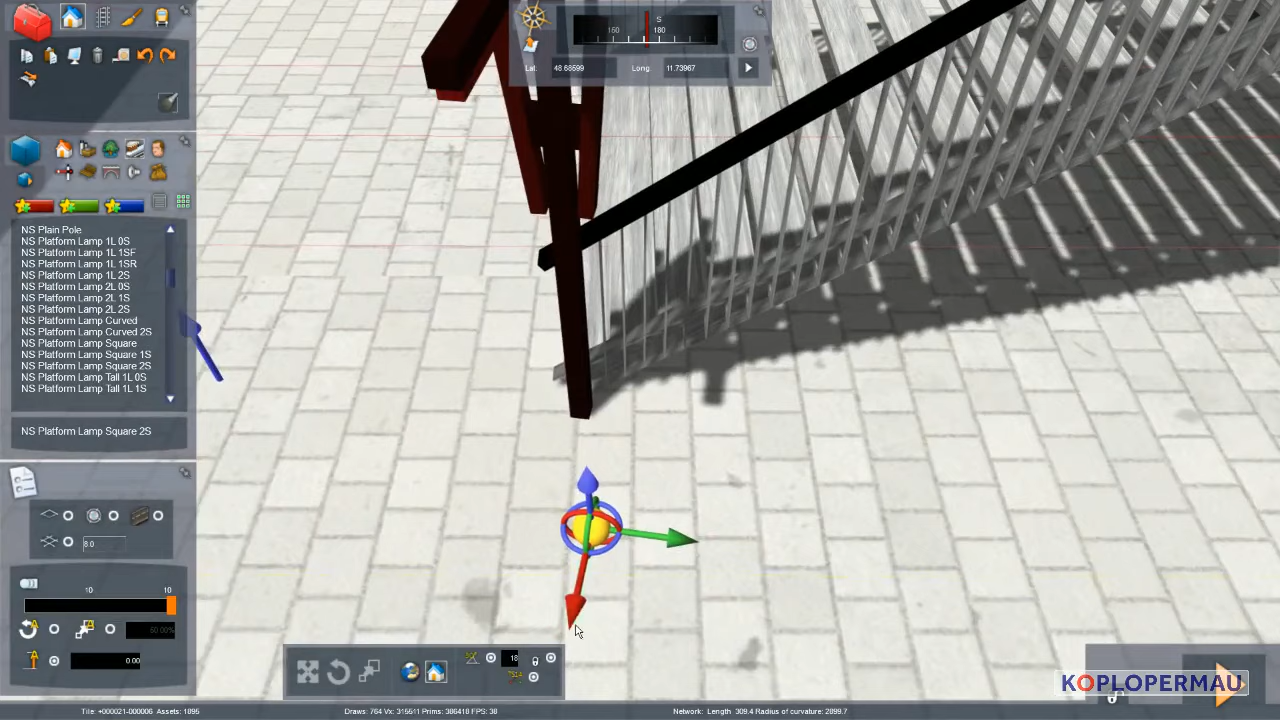 S
160
180
Lat:
48.68599
Long:
11.73967
NS Plain Pole
NS Platform Lamp 1L 0S
NS Platform Lamp 1L 1SF
NS Platform Lamp 1L 1SR
NS Platform Lamp 1L 2S
NS Platform Lamp 2L 0S
NS Platform Lamp 2L 1S
NS Platform Lamp 2L 2S
NS Platform Lamp Curved
NS Platform Lamp Curved 2S
NS Platform Lamp Square
NS Platform Lamp Square 1S
NS Platform Lamp Square 2S
NS Platform Lamp Tall 1L 0S
NS Platform Lamp Tall 1L 1S
NS Platform Lamp Square 2S
8.0
10
10
50.00%
0.00
18
KOPLOPERMAU
Tile: +000021-000006 Assets: 1895
Draws: 764 Vx: 315511 Prims: 386418 FPS: 38
Network: Length 309.4 Radius of curvature: 2899.7